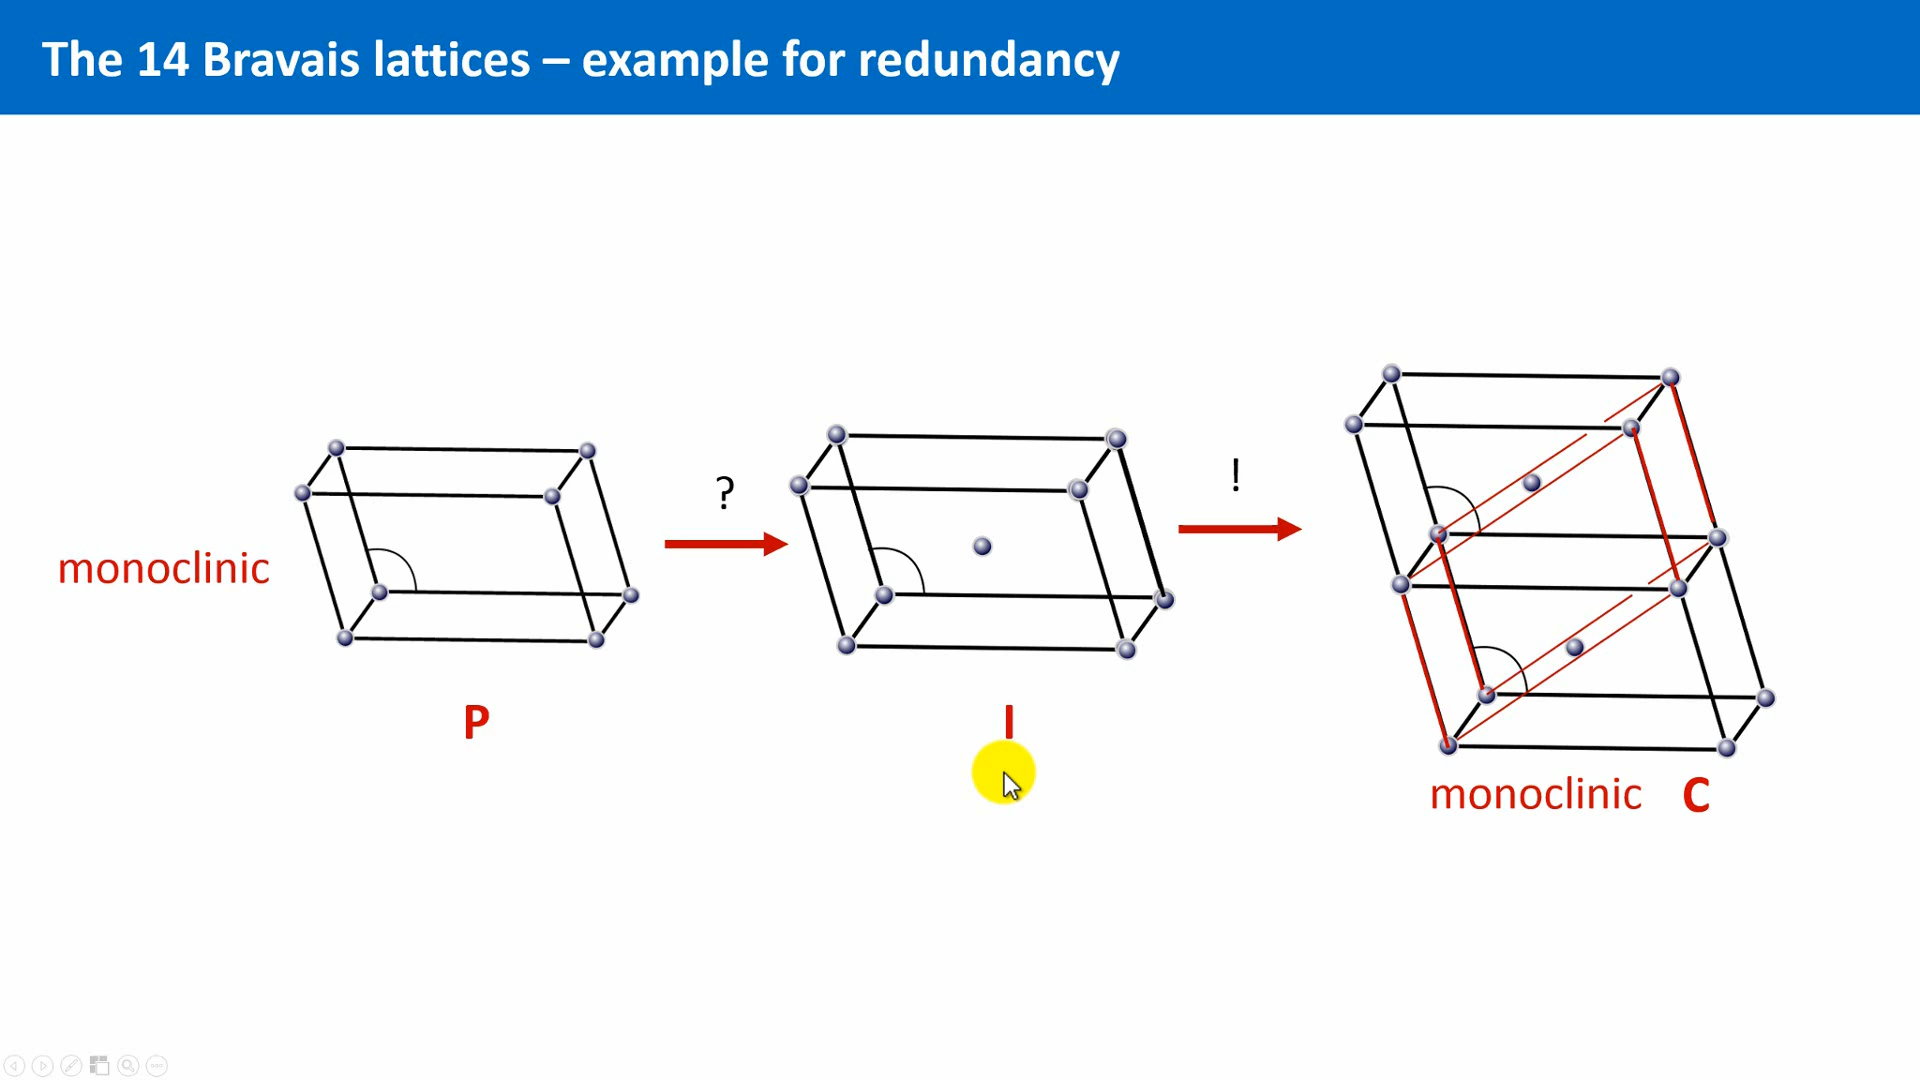 The 14 Bravais lattices – example for redundancy
?
!
monoclinic
P
I
monoclinic C